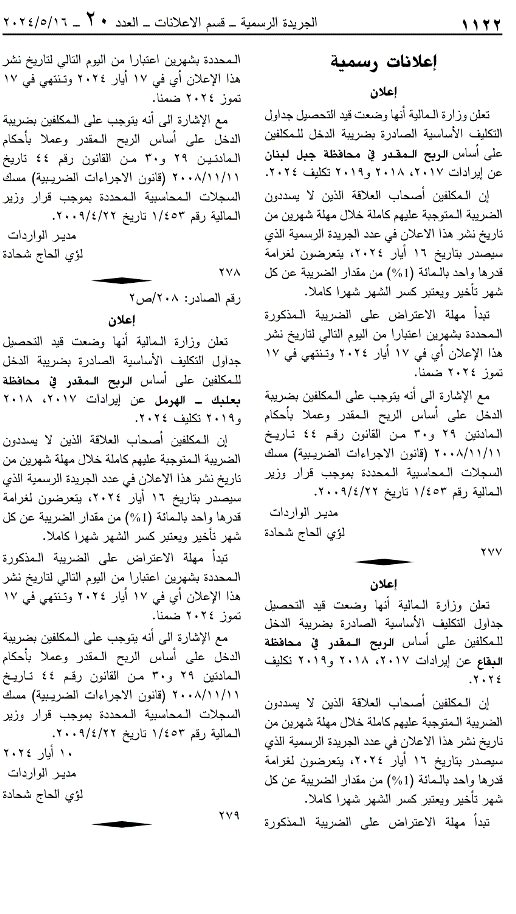 ١١٢٢ الجريدة الرسمية ــ قسم الاعلانات ــ العدد ٢٠ ــ ٢٠٢٤/٥/١٦
إعلانات رسمية
إعلان
تعلن وزارة المالية أنها وضعت قيد التحصيل جداول
التكليف الأساسية الصادرة بضريبة الدخل للمكلفين
على أساس الربح المقدر في محافظة جبل لبنان
عن إيرادات ٢٠١٧، ٢٠١٨ و٢٠١٩ تكليف ٢٠٢٤.
إن المكلفين أصحاب العلاقة الذين لا يسددون
الضريبة المتوجبة عليهم كاملة خلال مهلة شهرين من
تاريخ نشر هذا الاعلان في عدد الجريدة الرسمية الذي
سيصدر بتاريخ ١٦ أيار ٢٠٢٤، يتعرضون لغرامة
قدرها واحد بالمائة (1%) من مقدار الضريبة عن كل
شهر تأخير ويعتبر كسر الشهر شهرا كاملا.
تبدأ مهلة الاعتراض على الضريبة المذكورة
المحددة بشهرين اعتبارا من اليوم التالي لتاريخ نشر
هذا الإعلان أي في ١٧ أيار ٢٠٢٤ وتنتهي في ١٧
تموز ٢٠٢٤ ضمنا.
مع الإشارة الى أنه يتوجب على المكلفين بضريبة
الدخل على أساس الربح المقدر وعملا بأحكام
المادتين ٢٩ و٣٠ من القانون رقم ٤٤ تاريخ
٢٠٠٨/١١/١١ (قانون الاجراءات الضريبية) مسك
السجلات المحاسبية المحددة بموجب قرار وزير
المالية رقم ١/٤٥٣ تاريخ ٢٠٠٩/٤/٢٢.
مدير الواردات
لؤي الحاج شحادة
٢٧٧
إعلان
تعلن وزارة المالية أنها وضعت قيد التحصيل
جداول التكليف الأساسية الصادرة بضريبة الدخل
للمكلفين على أساس الربح المقدر في محافظة
البقاع عن إيرادات ٢٠١٧، ٢٠١٨ و٢٠١٩ تكليف
٢٠٢٤.
إن المكلفين أصحاب العلاقة الذين لا يسددون
الضريبة المتوجبة عليهم كاملة خلال مهلة شهرين من
تاريخ نشر هذا الاعلان في عدد الجريدة الرسمية الذي
سيصدر بتاريخ ١٦ أيار ٢٠٢٤، يتعرضون لغرامة
قدرها واحد بالمائة (1%) من مقدار الضريبة عن كل
شهر تأخير ويعتبر كسر الشهر شهرا كاملا.
تبدأ مهلة الاعتراض على الضريبة المذكورة
المحددة بشهرين اعتبارا من اليوم التالي لتاريخ نشر
هذا الإعلان أي في ١٧ أيار ٢٠٢٤ وتنتهي في ١٧
تموز ٢٠٢٤ ضمنا.
مع الإشارة الى أنه يتوجب على المكلفين بضريبة
الدخل على أساس الربح المقدر وعملا بأحكام
المادتين ٢٩ و٣٠ من القانون رقم ٤٤ تاريخ
٢٠٠٨/١١/١١ (قانون الاجراءات الضريبية) مسك
السجلات المحاسبية المحددة بموجب قرار وزير
المالية رقم ١/٤٥٣ تاريخ ٢٠٠٩/٤/٢٢.
مدير الواردات
لؤي الحاج شحادة
٢٧٨
رقم الصادر: ٢٠٨/ص٢
إعلان
تعلن وزارة المالية أنها وضعت قيد التحصيل
جداول التكليف الأساسية الصادرة بضريبة الدخل
للمكلفين على أساس الربح المقدر في محافظة
بعلبك ــ الهرمل عن إيرادات ٢٠١٧، ٢٠١٨
و٢٠١٩ تكليف ٢٠٢٤.
إن المكلفين أصحاب العلاقة الذين لا يسددون
الضريبة المتوجبة عليهم كاملة خلال مهلة شهرين من
تاريخ نشر هذا الاعلان في عدد الجريدة الرسمية الذي
سيصدر بتاريخ ١٦ أيار ٢٠٢٤، يتعرضون لغرامة
قدرها واحد بالمائة (1%) من مقدار الضريبة عن كل
شهر تأخير ويعتبر كسر الشهر شهرا كاملا.
تبدأ مهلة الاعتراض على الضريبة المذكورة
المحددة بشهرين اعتبارا من اليوم التالي لتاريخ نشر
هذا الإعلان أي في ١٧ أيار ٢٠٢٤ وتنتهي في ١٧
تموز ٢٠٢٤ ضمنا.
مع الإشارة الى أنه يتوجب على المكلفين بضريبة
الدخل على أساس الربح المقدر وعملا بأحكام
المادتين ٢٩ و٣٠ من القانون رقم ٤٤ تاريخ
٢٠٠٨/١١/١١ (قانون الاجراءات الضريبية) مسك
السجلات المحاسبية المحددة بموجب قرار وزير
المالية رقم ١/٤٥٣ تاريخ ٢٠٠٩/٤/٢٢.
١٠ أيار ٢٠٢٤
مدير الواردات
لؤي الحاج شحادة
٢٧٩